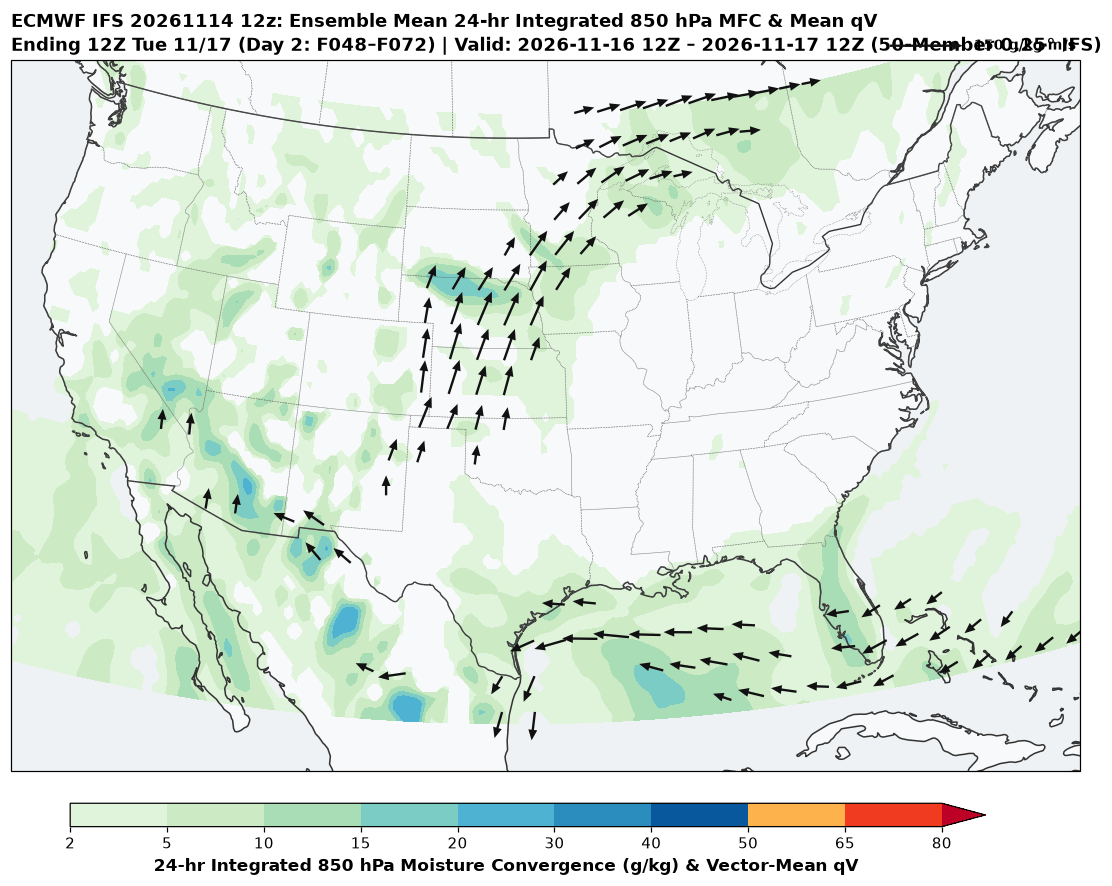 ECMWF IFS 20261114 12z: Ensemble Mean 24-hr Integrated 850 hPa MFC & Mean qV
Ending 12Z Tue 11/17 (Day 2: F048–F072) | Valid: 2026-11-16 12Z – 2026-11-17 12Z (50-Member 0.25° IFS)
2 5 10 15 20 30 40 50 65 80
24-hr Integrated 850 hPa Moisture Convergence (g/kg) & Vector-Mean qV